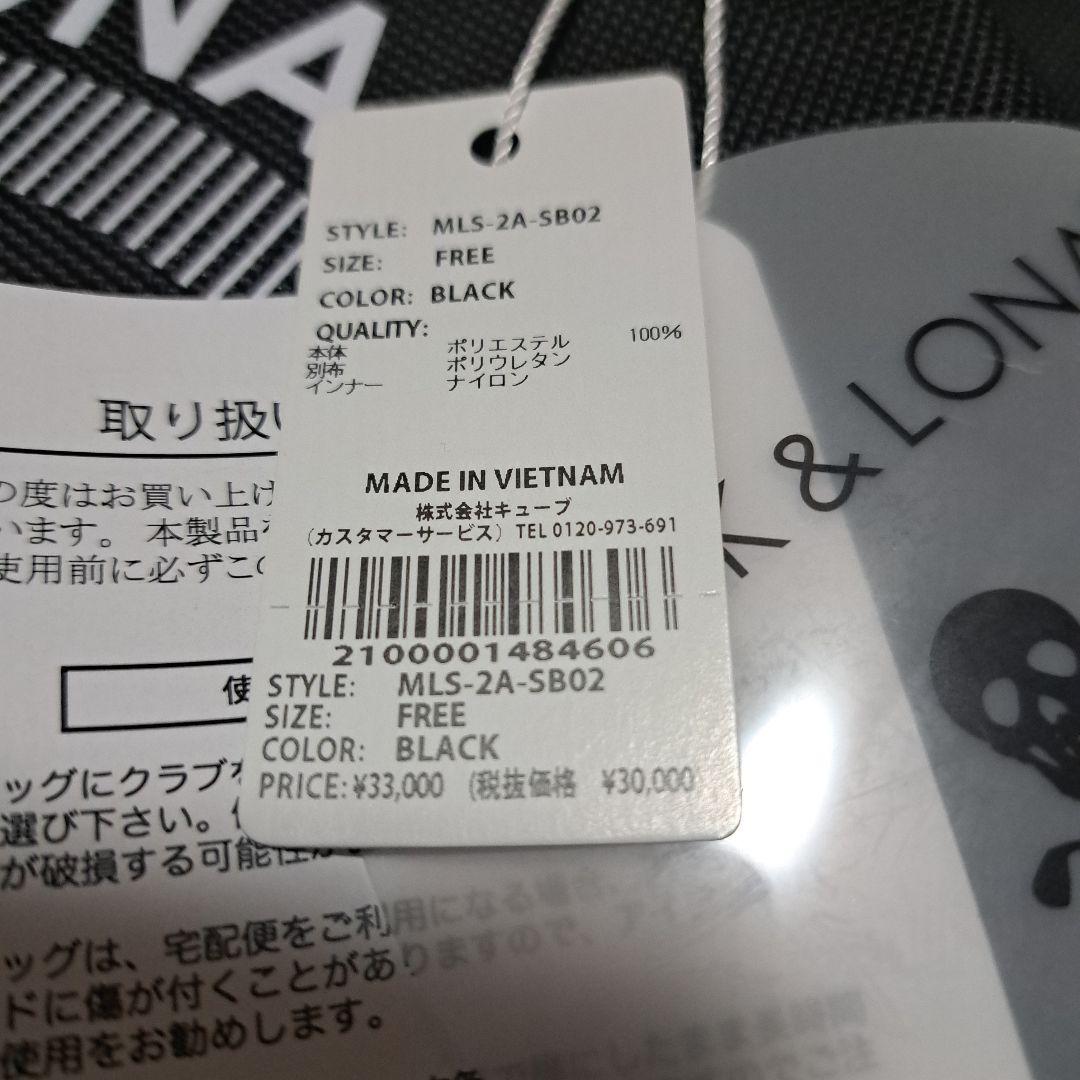 NA
STYLE: MLS-2A-SB02
SIZE: FREE
COLOR: BLACK
QUALITY:
本体 ポリエステル 100%
別布 ポリウレタン
インナー ナイロン
MADE IN VIETNAM
株式会社キューブ
(カスタマーサービス) TEL 0120-973-691
2100001484606
STYLE: MLS-2A-SB02
SIZE: FREE
COLOR: BLACK
PRICE: ¥33,000 (税抜価格 ¥30,000
& LONA
取り扱い
の度はお買い上げ
います。本製品を
使用前に必ずこの
使
ッグにクラブを
選び下さい。
が破損する可能性が
ッグは、宅配便をご利用になる場合、
ドに傷が付くことがありますので、アイ
使用をお勧めします。